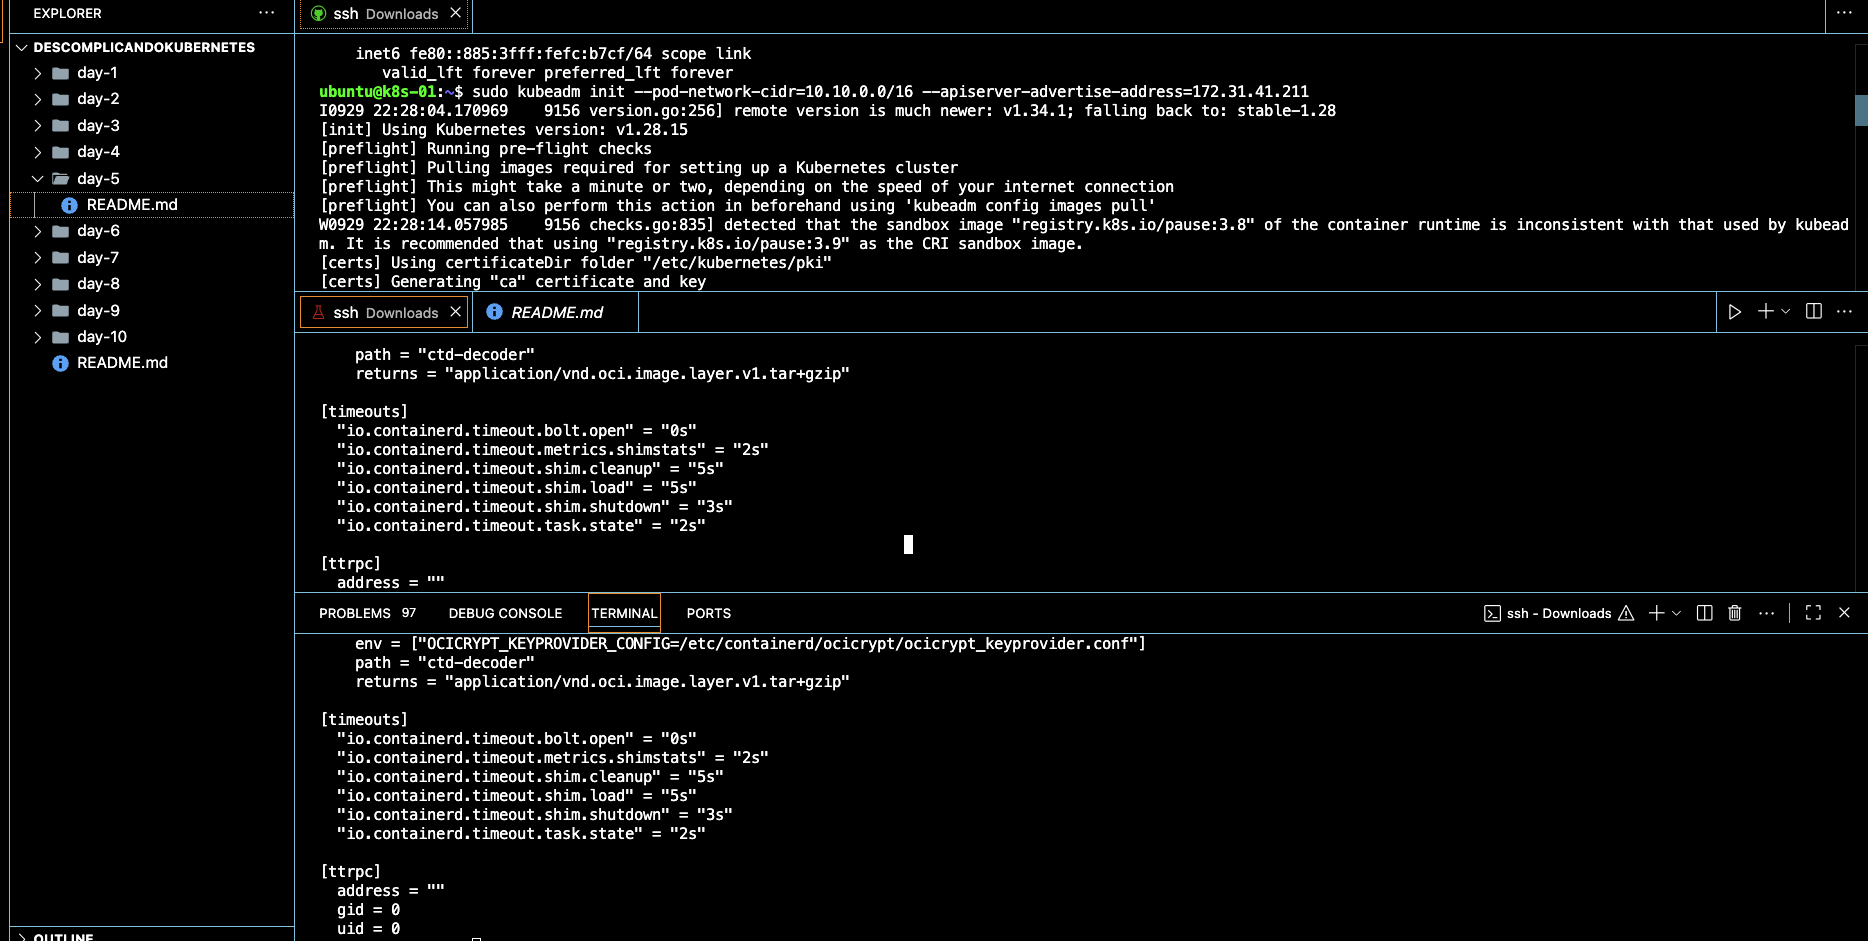 EXPLORER
DESCOMPLICANDOKUBERNETES
day-1
day-2
day-3
day-4
day-5
README.md
day-6
day-7
day-8
day-9
day-10
README.md
OUTLINE
ssh Downloads
inet6 fe80::885:3fff:fefc:b7cf/64 scope link
valid_lft forever preferred_lft forever
ubuntu@k8s-01:~$ sudo kubeadm init --pod-network-cidr=10.10.0.0/16 --apiserver-advertise-address=172.31.41.211
I0929 22:28:04.170969    9156 version.go:256] remote version is much newer: v1.34.1; falling back to: stable-1.28
[init] Using Kubernetes version: v1.28.15
[preflight] Running pre-flight checks
[preflight] Pulling images required for setting up a Kubernetes cluster
[preflight] This might take a minute or two, depending on the speed of your internet connection
[preflight] You can also perform this action in beforehand using 'kubeadm config images pull'
W0929 22:28:14.057985    9156 checks.go:835] detected that the sandbox image "registry.k8s.io/pause:3.8" of the container runtime is inconsistent with that used by kubead
m. It is recommended that using "registry.k8s.io/pause:3.9" as the CRI sandbox image.
[certs] Using certificateDir folder "/etc/kubernetes/pki"
[certs] Generating "ca" certificate and key
ssh Downloads README.md
path = "ctd-decoder"
returns = "application/vnd.oci.image.layer.v1.tar+gzip"
[timeouts]
"io.containerd.timeout.bolt.open" = "0s"
"io.containerd.timeout.metrics.shimstats" = "2s"
"io.containerd.timeout.shim.cleanup" = "5s"
"io.containerd.timeout.shim.load" = "5s"
"io.containerd.timeout.shim.shutdown" = "3s"
"io.containerd.timeout.task.state" = "2s"
[ttrpc]
address = ""
PROBLEMS 97 DEBUG CONSOLE TERMINAL PORTS ssh - Downloads
env = ["OCICRYPT_KEYPROVIDER_CONFIG=/etc/containerd/ocicrypt/ocicrypt_keyprovider.conf"]
path = "ctd-decoder"
returns = "application/vnd.oci.image.layer.v1.tar+gzip"
[timeouts]
"io.containerd.timeout.bolt.open" = "0s"
"io.containerd.timeout.metrics.shimstats" = "2s"
"io.containerd.timeout.shim.cleanup" = "5s"
"io.containerd.timeout.shim.load" = "5s"
"io.containerd.timeout.shim.shutdown" = "3s"
"io.containerd.timeout.task.state" = "2s"
[ttrpc]
address = ""
gid = 0
uid = 0